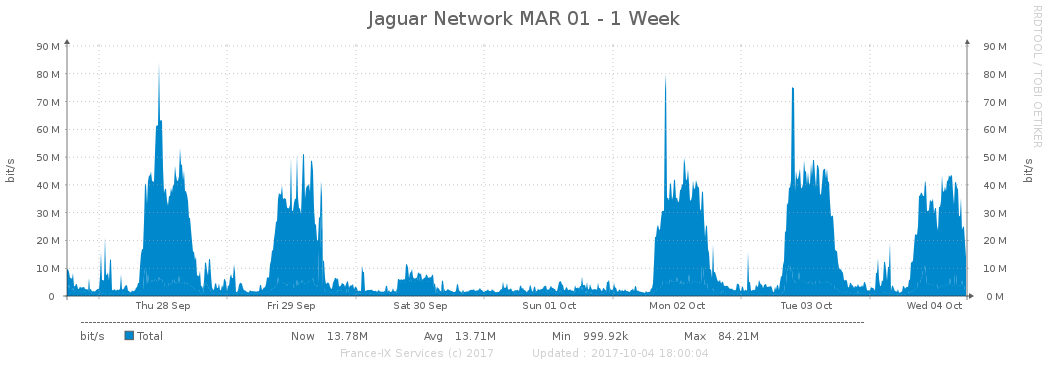 Jaguar Network MAR 01 - 1 Week
RRDTOOL / TOBI OETIKER
90 M 90 M
80 M 80 M
70 M 70 M
60 M 60 M
50 M 50 M
40 M 40 M
30 M 30 M
20 M 20 M
10 M 10 M
0 0 M
bit/s bit/s
Thu 28 Sep Fri 29 Sep Sat 30 Sep Sun 01 Oct Mon 02 Oct Tue 03 Oct Wed 04 Oct
bit/s Total Now 13.78M Avg 13.71M Min 999.92k Max 84.21M
France-IX Services (c) 2017 Updated : 2017-10-04 18:00:04